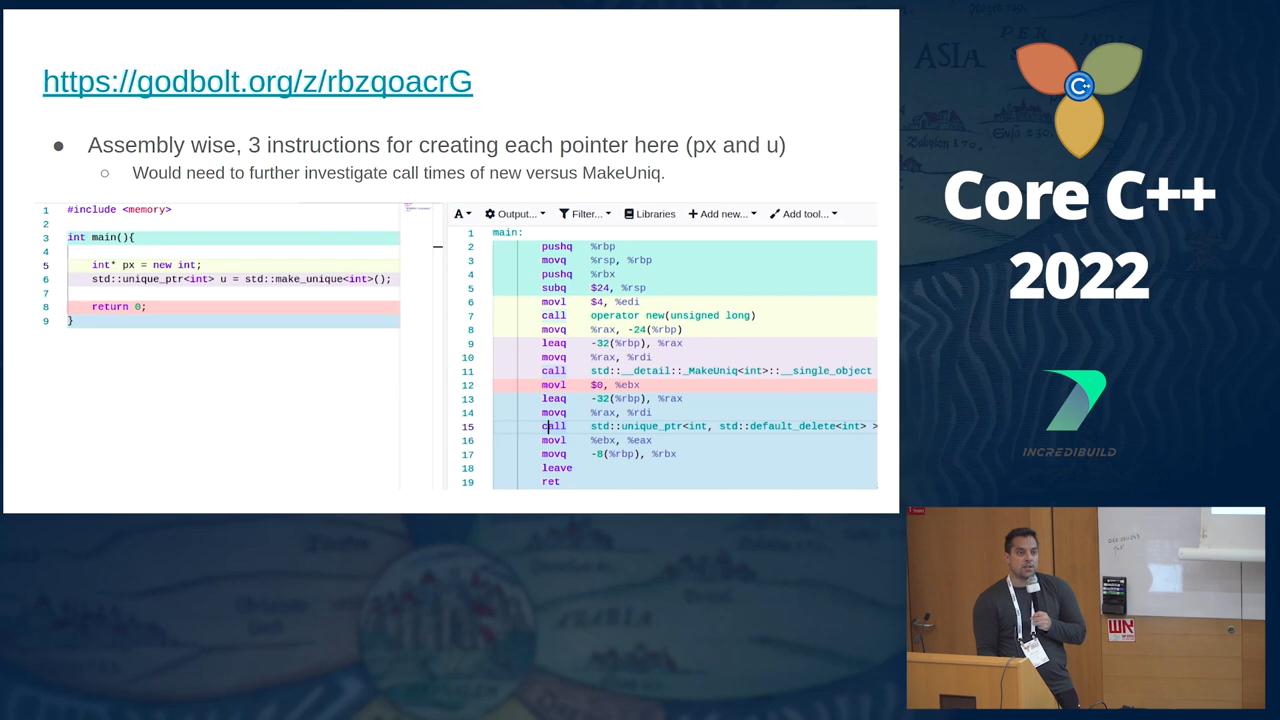 https://godbolt.org/z/rbzqoacrG
● Assembly wise, 3 instructions for creating each pointer here (px and u)
○ Would need to further investigate call times of new versus MakeUniq.
1 #include <memory>
2
3 int main(){
4
5 int* px = new int;
6 std::unique_ptr<int> u = std::make_unique<int>();
7
8 return 0;
9 }
A Output... Filter... Libraries Add new... Add tool...
1 main:
2 pushq %rbp
3 movq %rsp, %rbp
4 pushq %rbx
5 subq $24, %rsp
6 movl $4, %edi
7 call operator new(unsigned long)
8 movq %rax, -24(%rbp)
9 leaq -32(%rbp), %rax
10 movq %rax, %rdi
11 call std::__detail::_MakeUniq<int>::__single_object
12 movl $0, %ebx
13 leaq -32(%rbp), %rax
14 movq %rax, %rdi
15 call std::unique_ptr<int, std::default_delete<int> >
16 movl %ebx, %eax
17 movq -8(%rbp), %rbx
18 leave
19 ret
C++
Core C++
2022
INCREDIBUILD
ASIA
PER